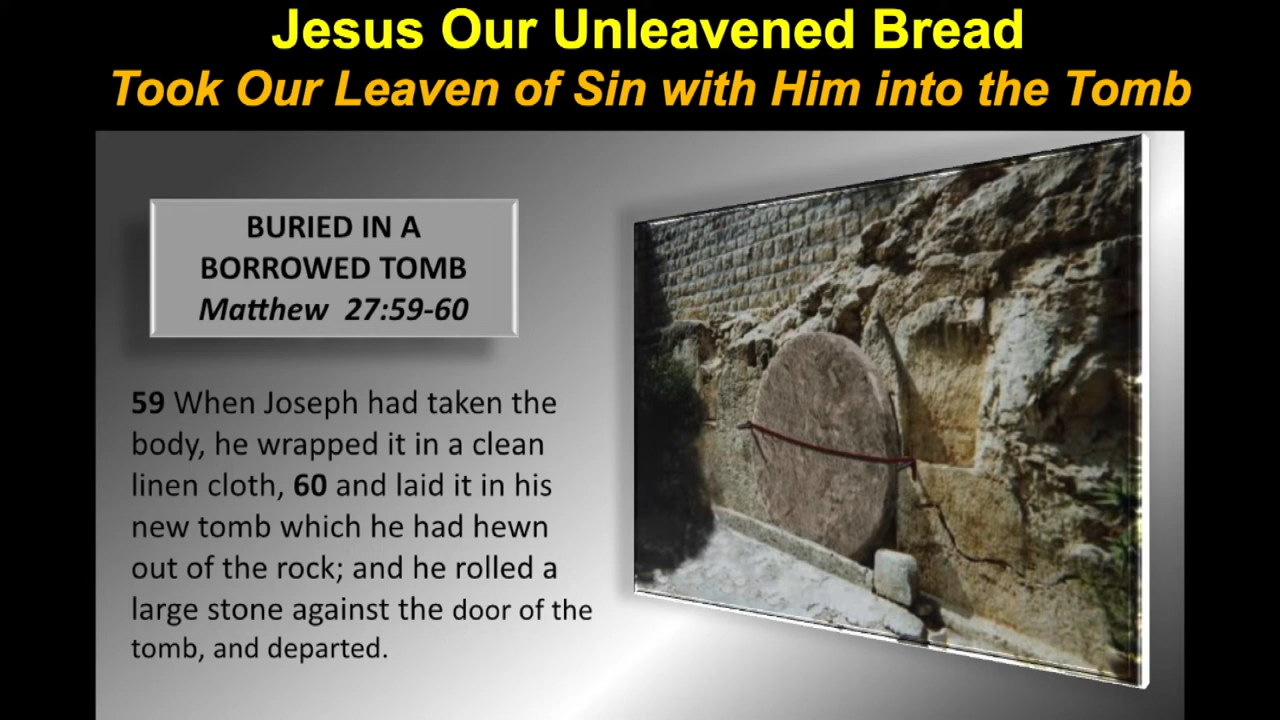 Jesus Our Unleavened Bread
Took Our Leaven of Sin with Him into the Tomb
BURIED IN A
BORROWED TOMB
Matthew 27:59-60
59 When Joseph had taken the
body, he wrapped it in a clean
linen cloth, 60 and laid it in his
new tomb which he had hewn
out of the rock; and he rolled a
large stone against the door of the
tomb, and departed.